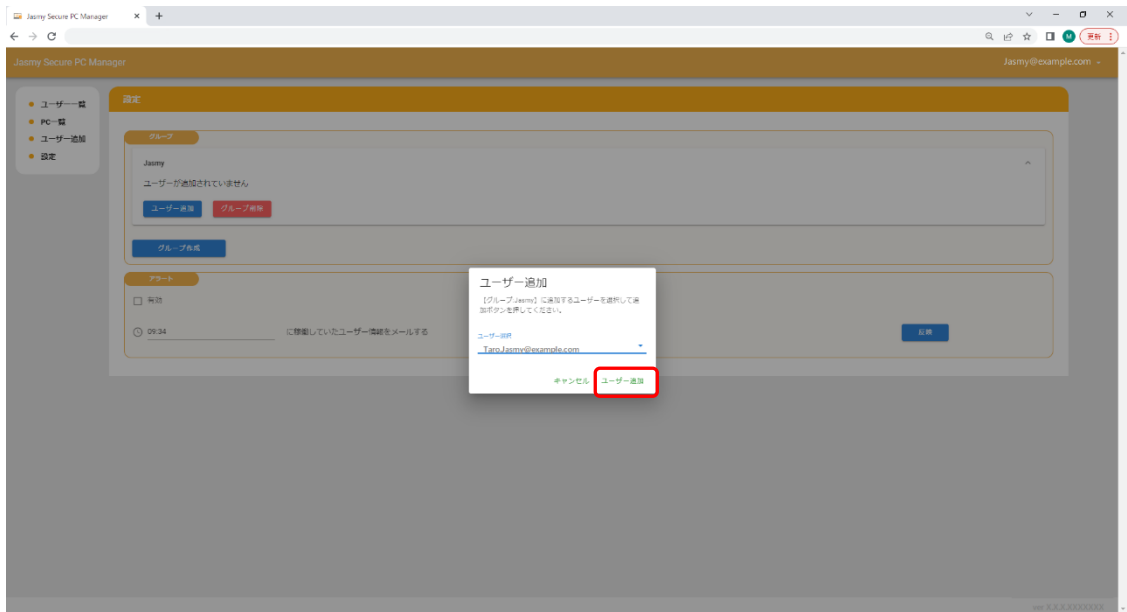 Jasmy Secure PC Manager
M
更新
Jasmy Secure PC Manager
Jasmy@example.com
ユーザー一覧
PC一覧
ユーザー追加
設定
設定
グループ
Jasmy
ユーザーが追加されていません
ユーザー追加
グループ削除
グループ作成
アラート
有効
09:34
に稼働していたユーザー情報をメールする
反映
ユーザー追加
【グループ:Jasmy】に追加するユーザーを選択して追
加ボタンを押してください。
ユーザー選択
TaroJasmy@example.com
キャンセル
ユーザー追加
ver.X.X.XXXXXXXX